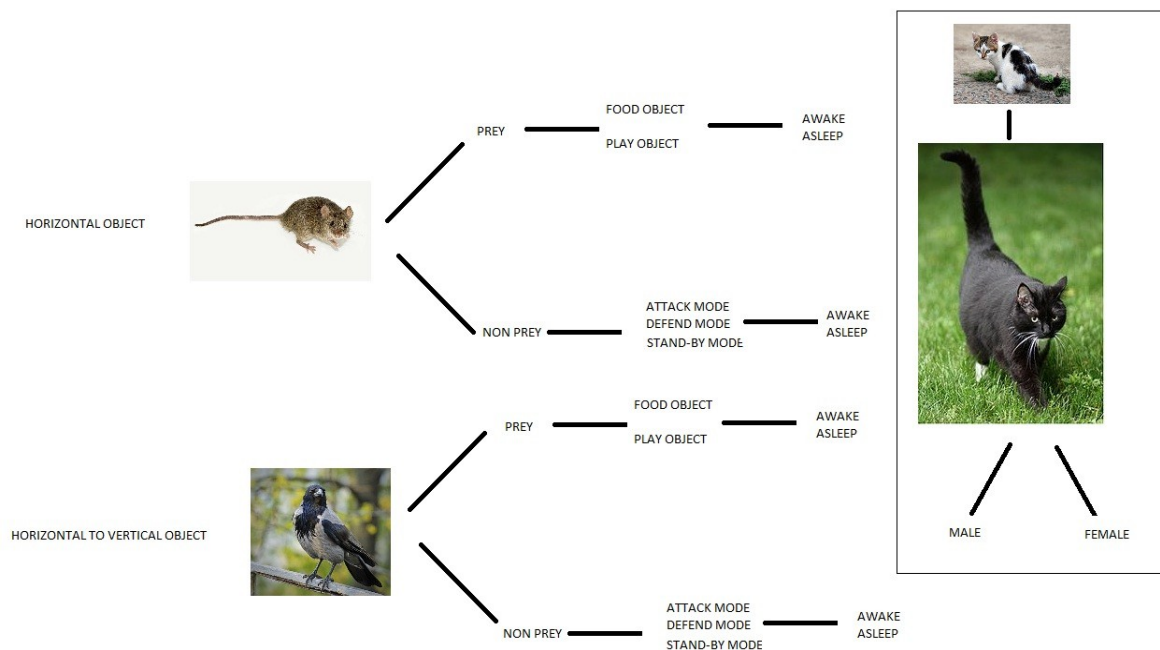 FOOD OBJECT
PREY
PLAY OBJECT
AWAKE
ASLEEP
HORIZONTAL OBJECT
NON PREY
ATTACK MODE
DEFEND MODE
STAND-BY MODE
AWAKE
ASLEEP
FOOD OBJECT
PREY
PLAY OBJECT
AWAKE
ASLEEP
HORIZONTAL TO VERTICAL OBJECT
NON PREY
ATTACK MODE
DEFEND MODE
STAND-BY MODE
AWAKE
ASLEEP
MALE
FEMALE